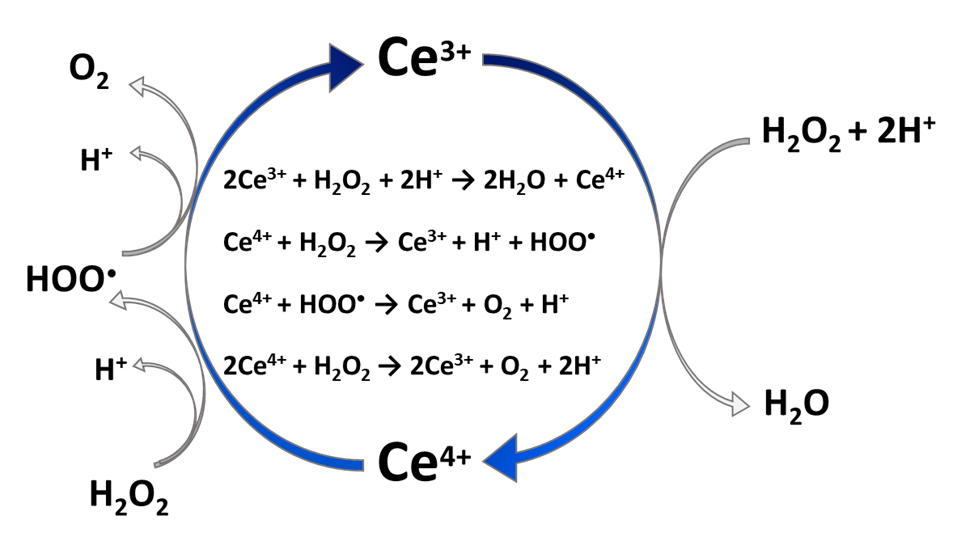 Ce³⁺
O₂
H₂O₂ + 2H⁺
H⁺
2Ce³⁺ + H₂O₂ + 2H⁺ → 2H₂O + Ce⁴⁺
Ce⁴⁺ + H₂O₂ → Ce³⁺ + H⁺ + HOO•
HOO•
Ce⁴⁺ + HOO• → Ce³⁺ + O₂ + H⁺
2Ce⁴⁺ + H₂O₂ → 2Ce³⁺ + O₂ + 2H⁺
H⁺
H₂O
Ce⁴⁺
H₂O₂